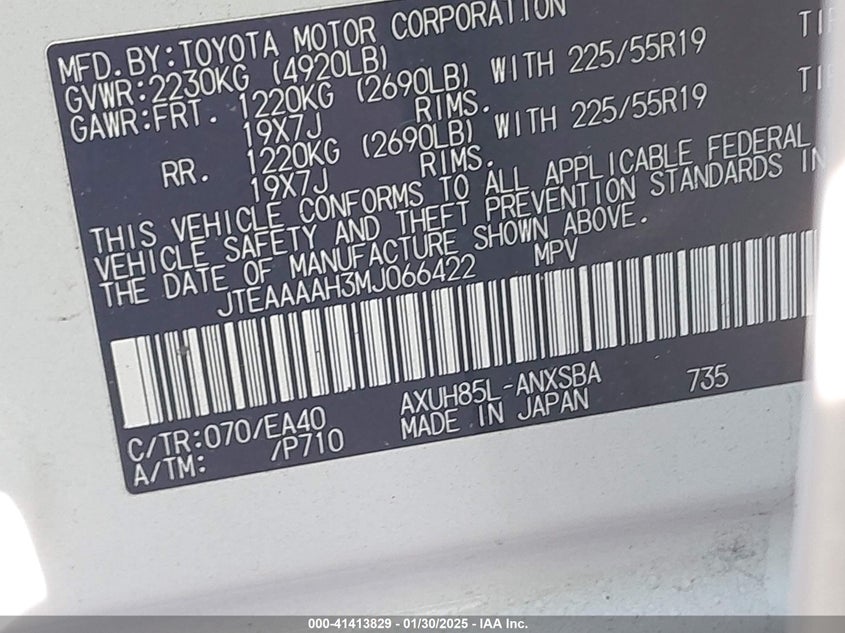 MFD. BY: TOYOTA MOTOR CORPORATION
GVWR: 2230KG (4920LB)
GAWR: FRT. 1220KG (2690LB) WITH 225/55R19
19X7J RIMS.
RR. 1220KG (2690LB) WITH 225/55R19
19X7J RIMS.
THIS VEHICLE CONFORMS TO ALL APPLICABLE FEDERAL
VEHICLE SAFETY AND THEFT PREVENTION STANDARDS IN
THE DATE OF MANUFACTURE SHOWN ABOVE.
JTEAAAAH3MJ066422 MPV
C/TR: 070/EA40 AXUH85L-ANXSBA 735
A/TM: /P710 MADE IN JAPAN
000-41413829 - 01/30/2025 - IAA Inc.